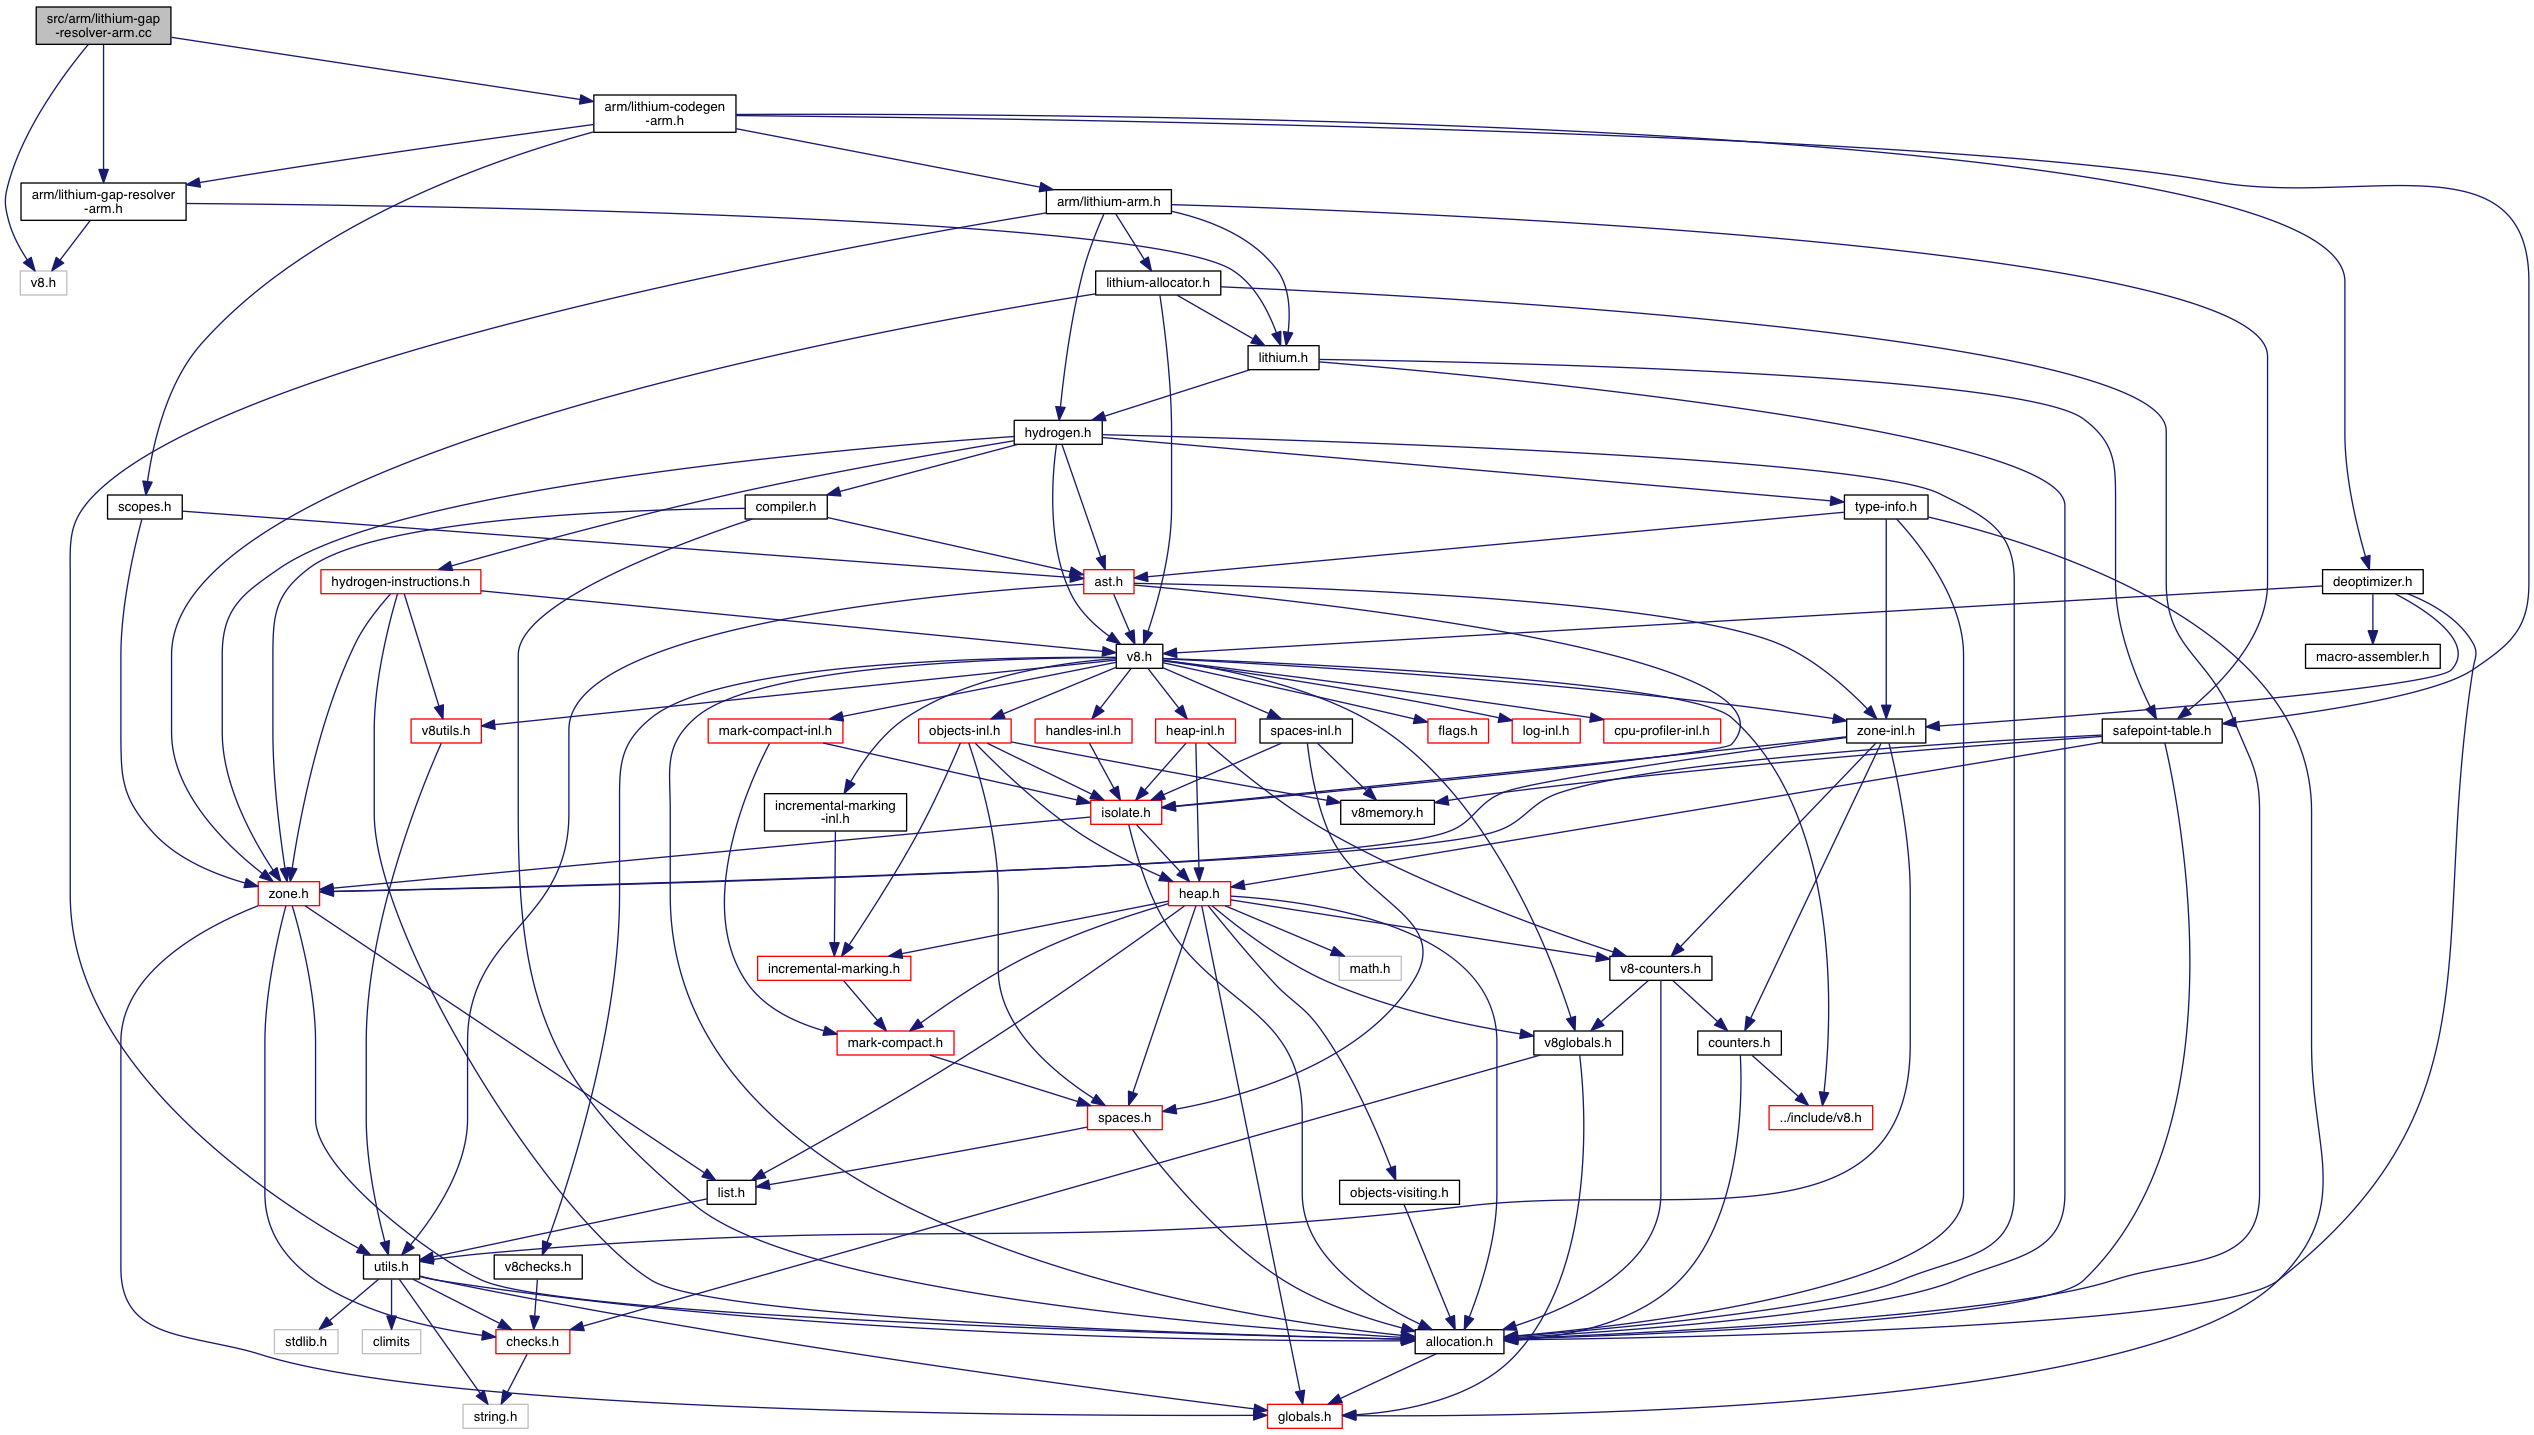 src/arm/lithium-gap
-resolver-arm.cc
arm/lithium-codegen
-arm.h
arm/lithium-gap-resolver
-arm.h
arm/lithium-arm.h
v8.h
lithium-allocator.h
lithium.h
hydrogen.h
scopes.h
compiler.h
type-info.h
hydrogen-instructions.h
ast.h
deoptimizer.h
v8.h
macro-assembler.h
v8utils.h
mark-compact-inl.h
objects-inl.h
handles-inl.h
heap-inl.h
spaces-inl.h
flags.h
log-inl.h
cpu-profiler-inl.h
zone-inl.h
safepoint-table.h
incremental-marking
-inl.h
isolate.h
v8memory.h
zone.h
heap.h
incremental-marking.h
math.h
v8-counters.h
mark-compact.h
v8globals.h
counters.h
spaces.h
../include/v8.h
list.h
objects-visiting.h
utils.h
v8checks.h
stdlib.h
climits
checks.h
allocation.h
string.h
globals.h